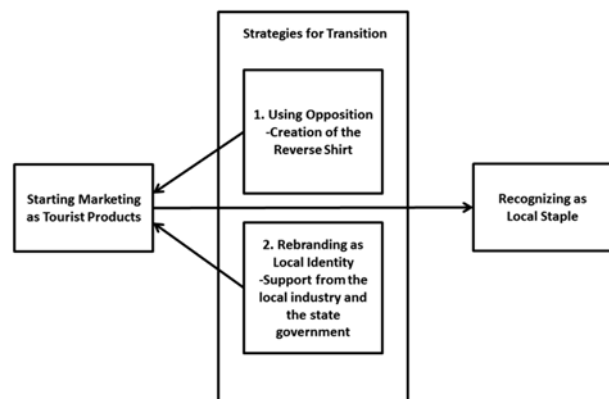 Strategies for Transition
1. Using Opposition
-Creation of the
Reverse Shirt
Starting Marketing
as Tourist Products
Recognizing as
Local Staple
2. Rebranding as
Local Identity
-Support from the
local industry and
the state
government